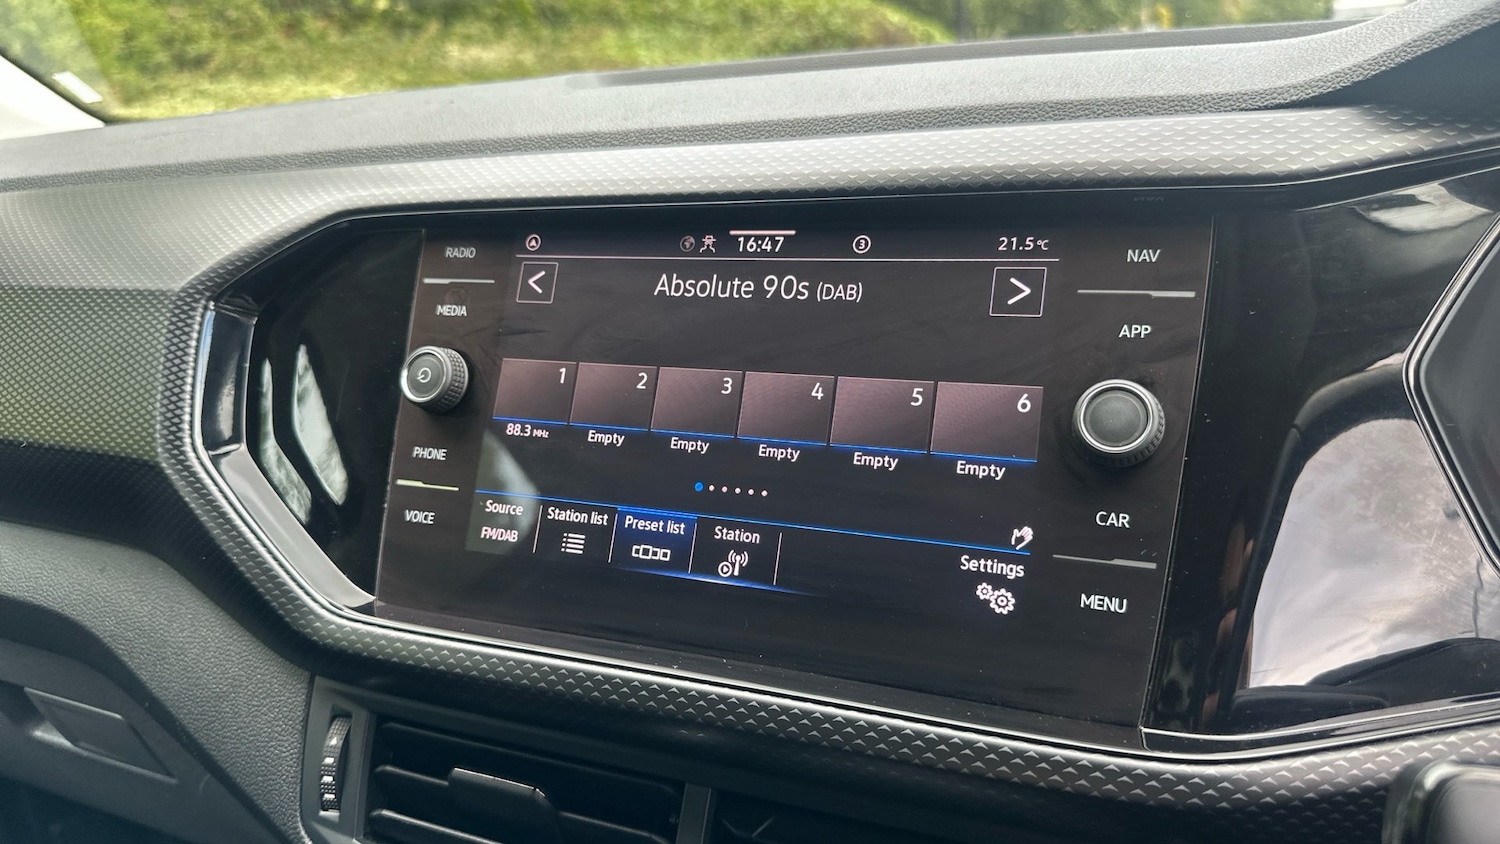 RADIO
MEDIA
PHONE
VOICE
16:47
3
21.5°C
<
Absolute 90s (DAB)
>
1
2
3
4
5
6
88.3 MHz
Empty
Empty
Empty
Empty
Empty
Source
FM/DAB
Station list
Preset list
Station
Settings
NAV
APP
CAR
MENU